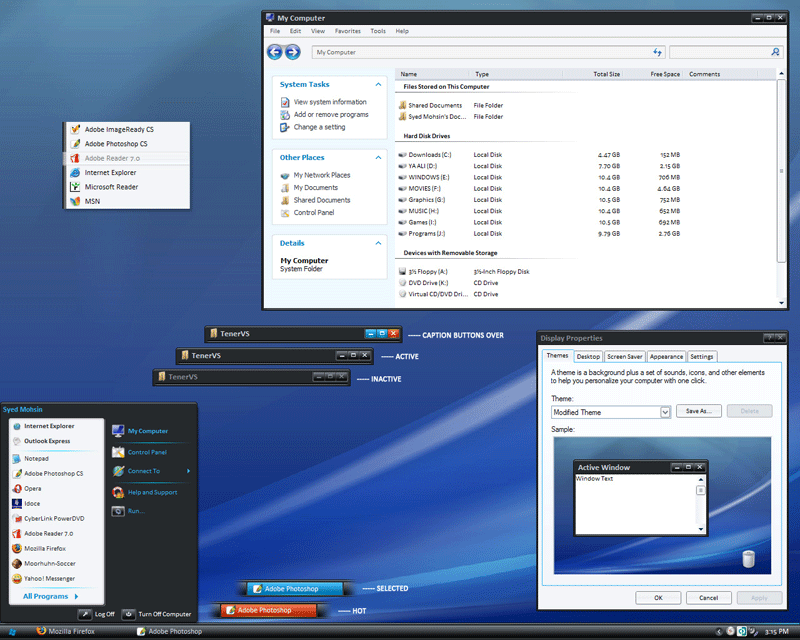 My Computer
File Edit View Favorites Tools Help
My Computer
System Tasks
View system information
Add or remove programs
Change a setting
Other Places
My Network Places
My Documents
Shared Documents
Control Panel
Details
My Computer
System Folder
Name Type Total Size Free Space Comments
Files Stored on This Computer
Shared Documents File Folder
Syed Mohsin's Doc... File Folder
Hard Disk Drives
Downloads (C:) Local Disk 4.47 GB 152 MB
YA ALI (D:) Local Disk 7.70 GB 2.15 GB
WINDOWS (E:) Local Disk 10.4 GB 706 MB
MOVIES (F:) Local Disk 10.4 GB 4.64 GB
Graphics (G:) Local Disk 10.5 GB 752 MB
MUSIC (H:) Local Disk 10.4 GB 652 MB
Games (I:) Local Disk 10.5 GB 692 MB
Programs (J:) Local Disk 9.79 GB 2.76 GB
Devices with Removable Storage
3½ Floppy (A:) 3½-Inch Floppy Disk
DVD Drive (K:) CD Drive
Virtual CD/DVD Dri... CD Drive
Adobe ImageReady CS
Adobe Photoshop CS
Adobe Reader 7.0
Internet Explorer
Microsoft Reader
MSN
TenerVS ----- CAPTION BUTTONS OVER
TenerVS ----- ACTIVE
TenerVS ----- INACTIVE
Display Properties
Themes Desktop Screen Saver Appearance Settings
A theme is a background plus a set of sounds, icons, and other elements
to help you personalize your computer with one click.
Theme:
Modified Theme Save As... Delete
Sample:
Active Window
Window Text
OK Cancel Apply
Syed Mohsin
Internet Explorer
Outlook Express
Notepad
Adobe Photoshop CS
Opera
Idoce
CyberLink PowerDVD
Adobe Reader 7.0
Mozilla Firefox
Moorhuhn-Soccer
Yahoo! Messenger
All Programs
My Computer
Control Panel
Connect To
Help and Support
Run...
Log Off Turn Off Computer
Adobe Photoshop ----- SELECTED
Adobe Photoshop ----- HOT
Mozilla Firefox Adobe Photoshop 3:15 PM